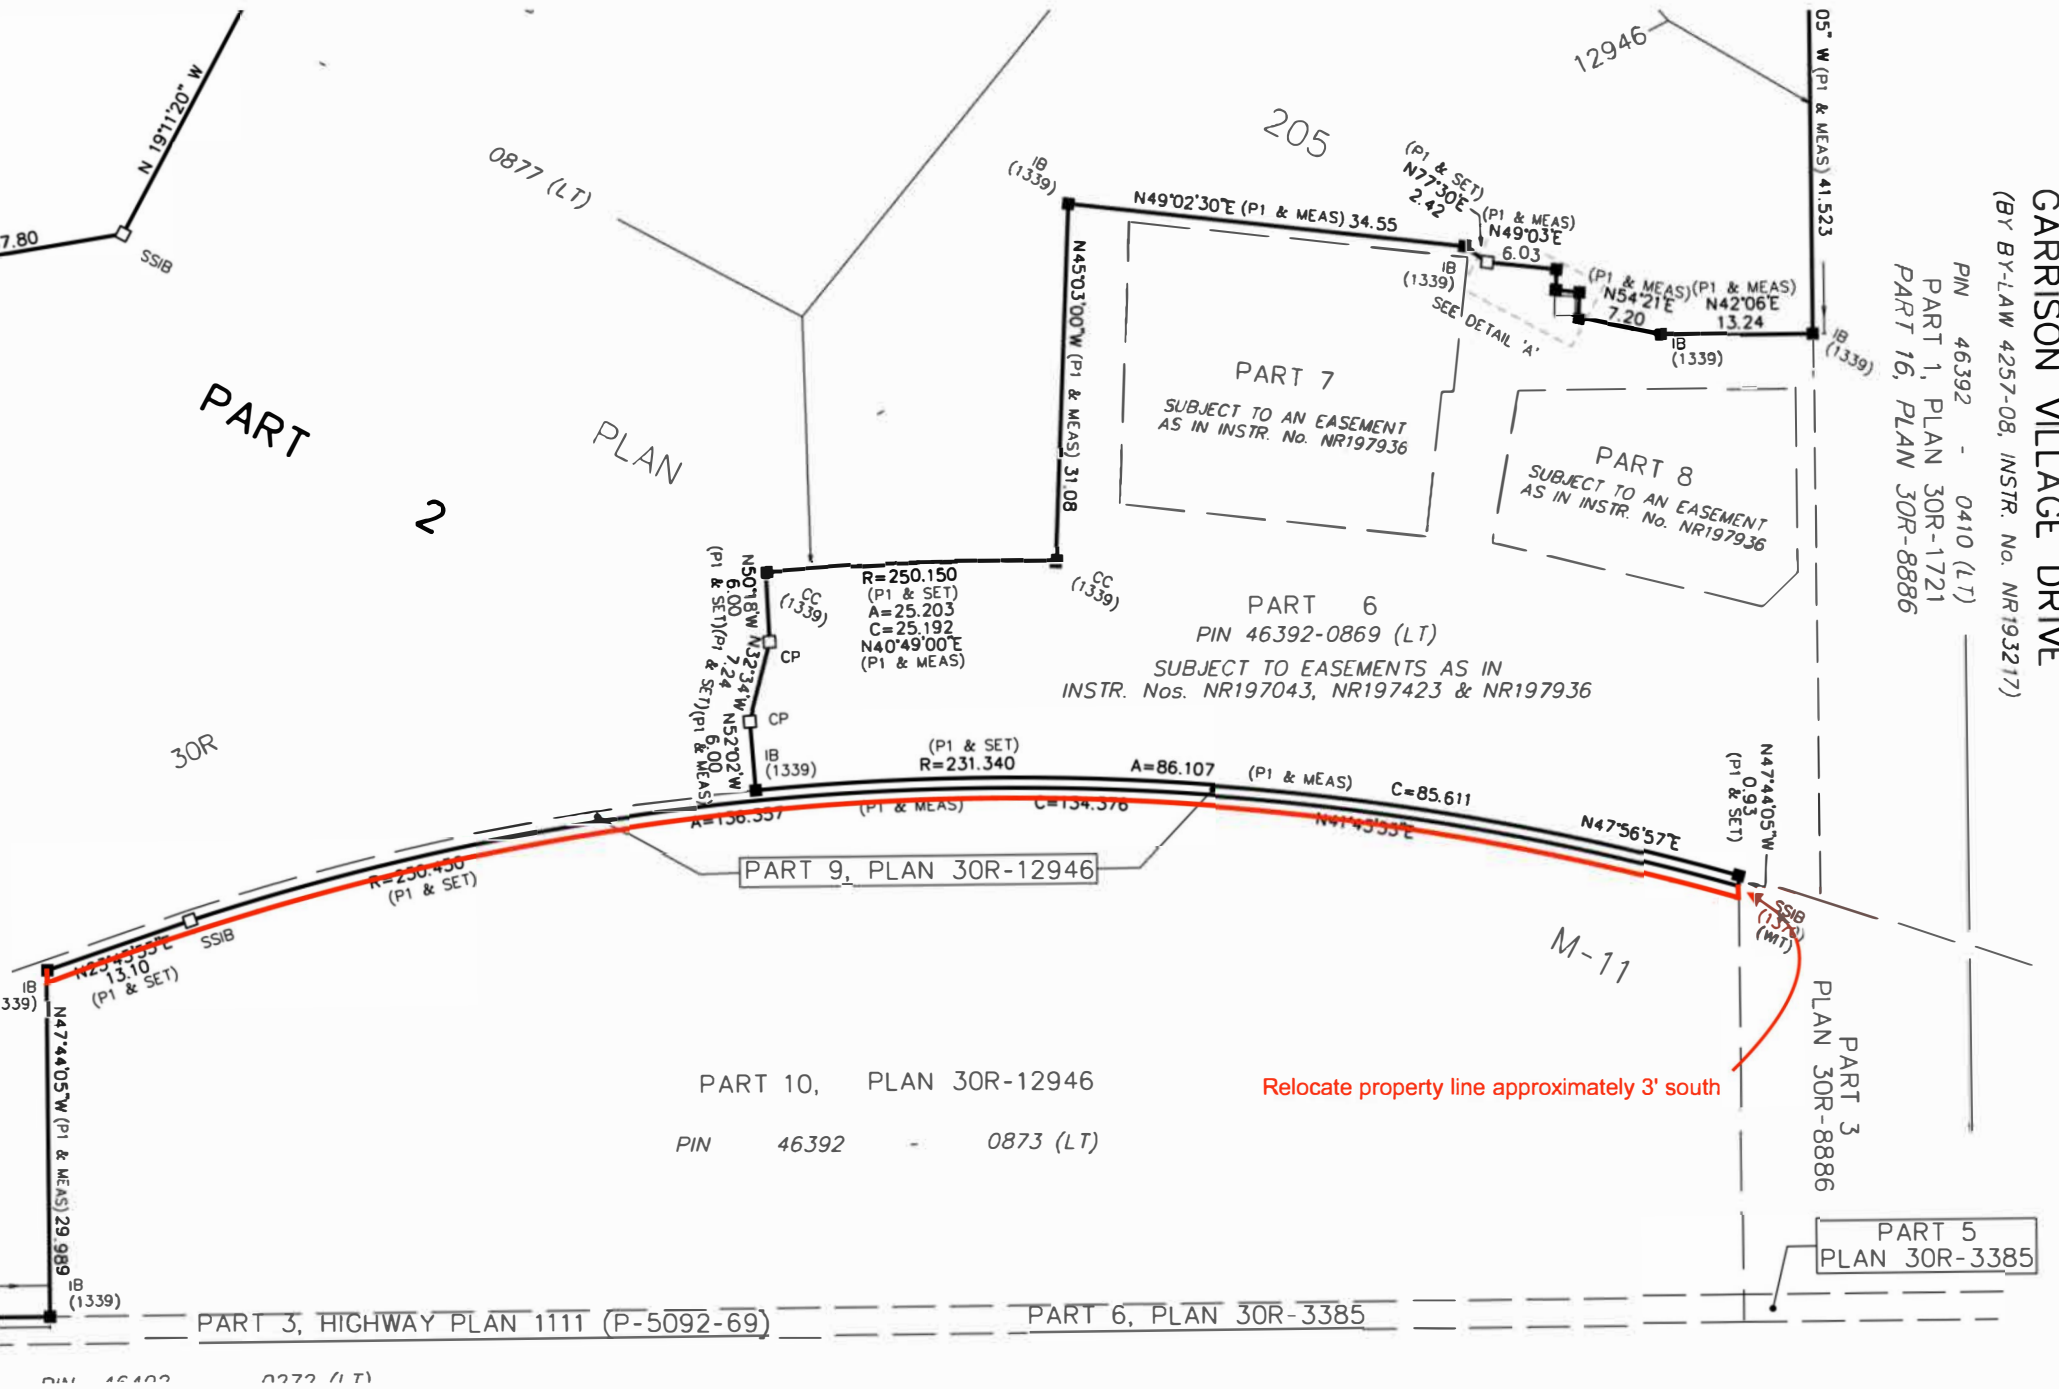 N 19°11'20" W
7.80
SSIB
0877 (LT)
PART
2
PLAN
30R
205
12946
IB
(1339)
N49°02'30"E (P1 & MEAS) 34.55
(P1 & SET)
N77°30'E
2.42
(P1 & MEAS)
N49°03'E
6.03
IB
(1339)
SEE DETAIL 'A'
(P1 & MEAS)
N54°21'E
7.20
(P1 & MEAS)
N42°06'E
13.24
IB
(1339)
IB
(1339)
05" W (P1 & MEAS) 41.523
GARRISON VILLAGE DRIVE
(BY BY-LAW 4257-08, INSTR. No. NR193217)
PIN 46392 - 0410 (LT)
PART 1, PLAN 30R-1721
PART 16, PLAN 30R-8886
N45°03'00"W (P1 & MEAS) 31.08
PART 7
SUBJECT TO AN EASEMENT
AS IN INSTR. No. NR197936
PART 8
SUBJECT TO AN EASEMENT
AS IN INSTR. No. NR197936
CC
(1339)
R=250.150
(P1 & SET)
A=25.203
C=25.192
N40°49'00"E
(P1 & MEAS)
CC
(1339)
N50°18'W
6.00
(P1 & SET)
CP
N32°34'W
7.24
(P1 & SET)
CP
N52°02'W
6.00
(P1 & MEAS)
IB
(1339)
PART 6
PIN 46392-0869 (LT)
SUBJECT TO EASEMENTS AS IN
INSTR. Nos. NR197043, NR197423 & NR197936
(P1 & SET)
R=231.340
A=86.107
(P1 & MEAS)
C=85.611
N47°56'57"E
N47°44'05"W
0.93
(P1 & SET)
A=136.357
(P1 & MEAS)
C=134.376
N41°45'53"E
R=250.450
(P1 & SET)
PART 9, PLAN 30R-12946
SSIB
N25°45'55"E
13.10
(P1 & SET)
IB
339)
N47°44'05"W (P1 & MEAS) 29.989
IB
(1339)
SSIB
(WIT)
M-11
PART 3
PLAN 30R-8886
PART 10, PLAN 30R-12946
PIN 46392 - 0873 (LT)
Relocate property line approximately 3' south
PART 5
PLAN 30R-3385
PART 3, HIGHWAY PLAN 1111 (P-5092-69)
PART 6, PLAN 30R-3385